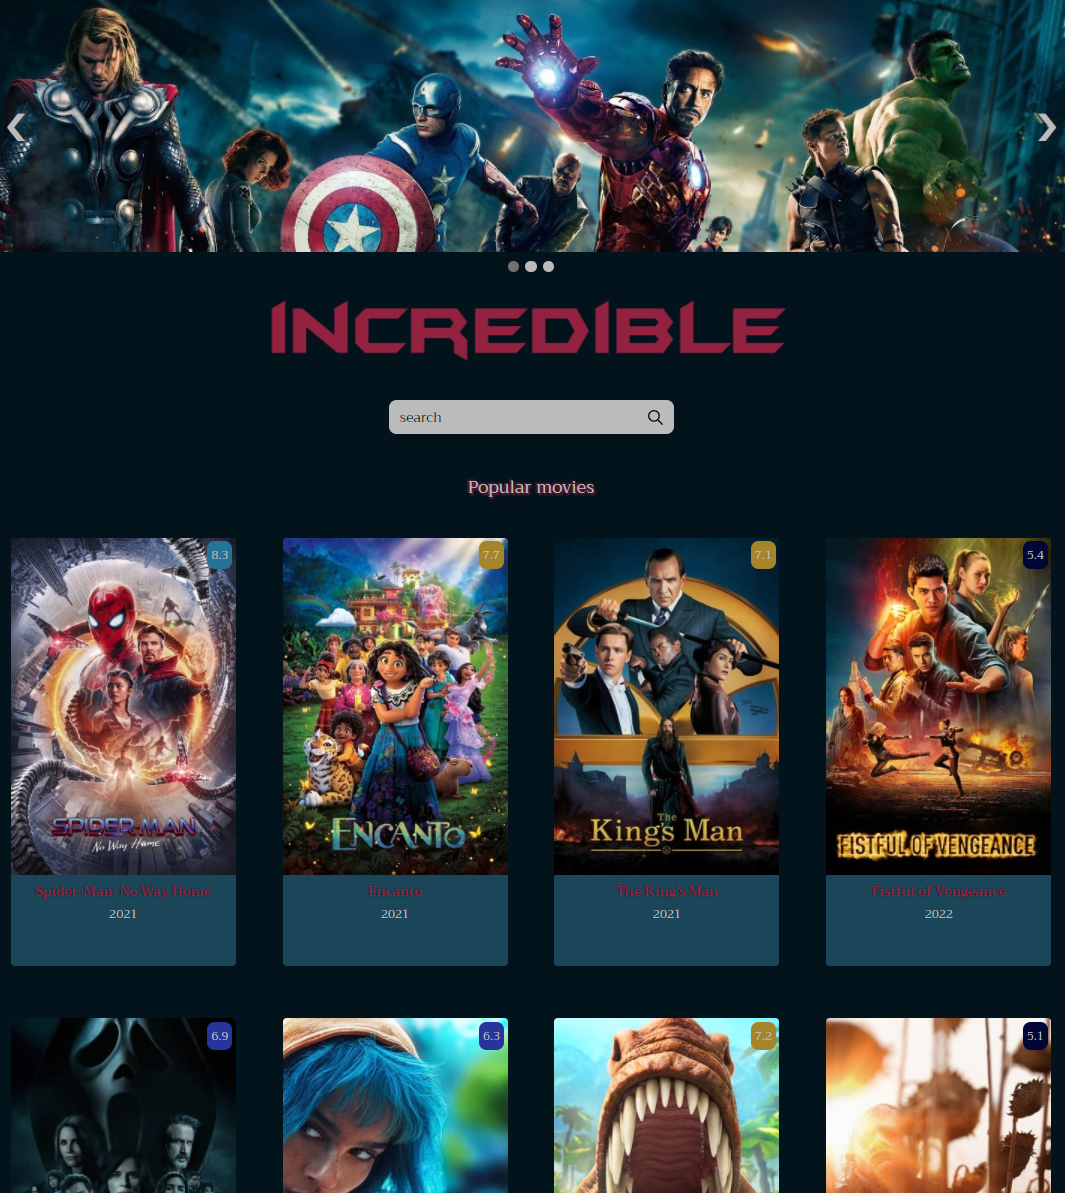 INCREDIBLE
search
Popular movies
8.3
7.7
7.1
5.4
SPIDER-MAN
No Way Home
ENCANTO
The
King's Man
FISTFUL OF VENGEANCE
Spider-Man: No Way Home
Encanto
The King's Man
Fistful of Vengeance
2021
2021
2021
2022
6.9
6.3
7.2
5.1